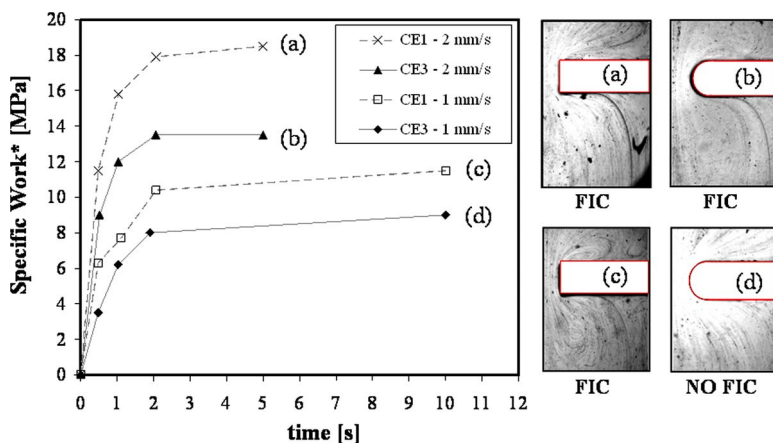 20
18
16
14
12
10
8
6
4
2
0
Specific Work* [MPa]
0 1 2 3 4 5 6 7 8 9 10 11 12
time [s]
(a)
(b)
(c)
(d)
CE1 - 2 mm/s
CE3 - 2 mm/s
CE1 - 1 mm/s
CE3 - 1 mm/s
(a)
FIC
(b)
FIC
(c)
FIC
(d)
NO FIC